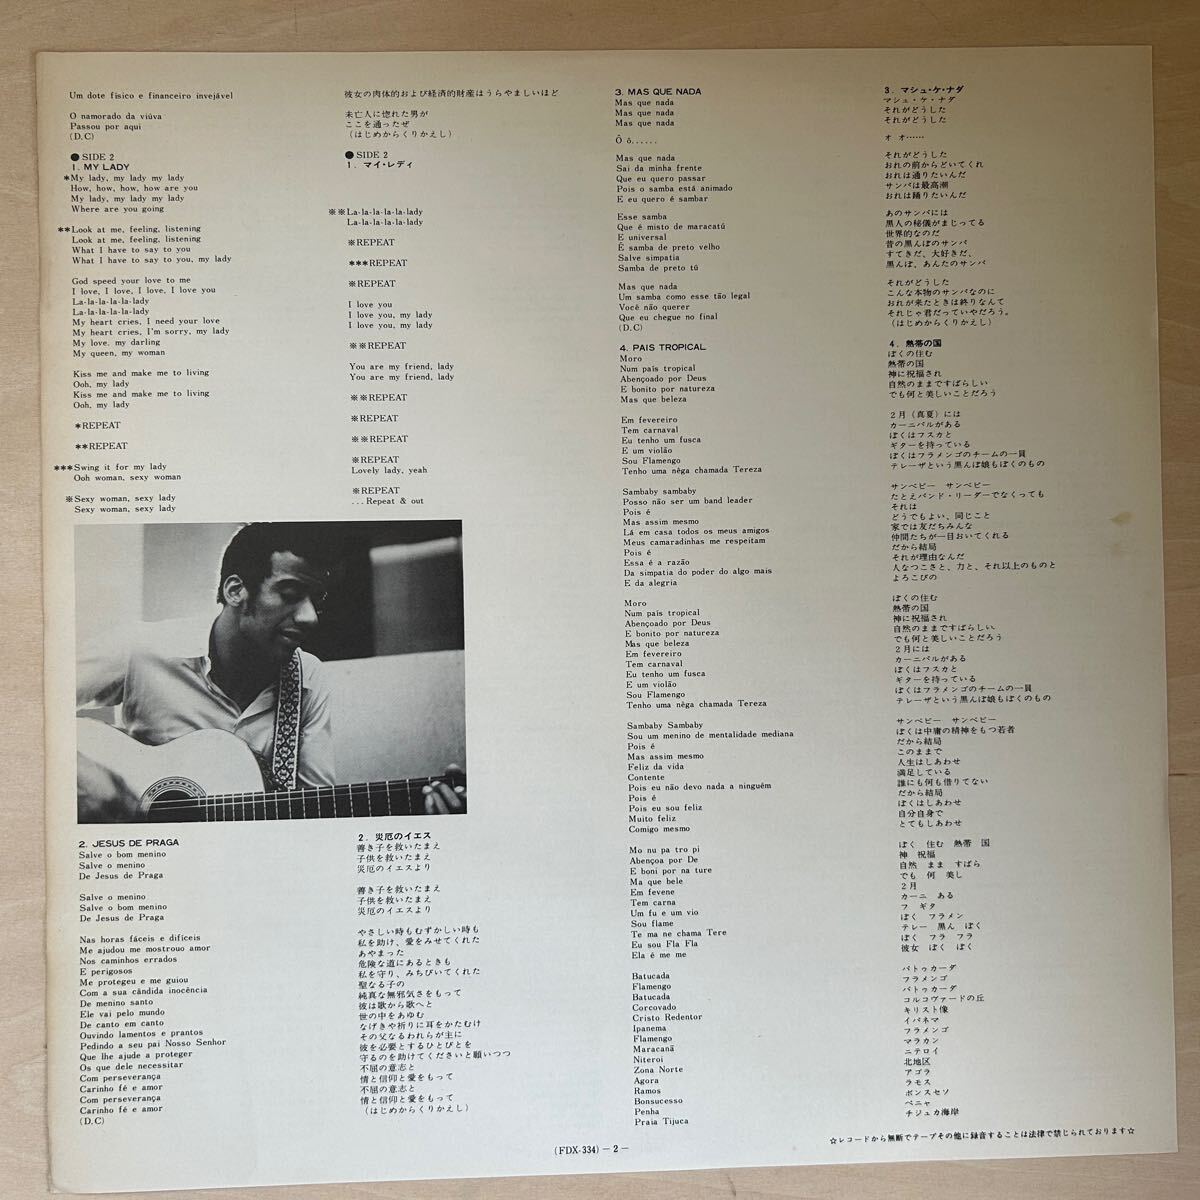 Um dote físico e financeiro invejável
O namorado da viúva
Passou por aqui
(D.C)
● SIDE 2
1. MY LADY
*My lady, my lady my lady
How, how, how, how are you
My lady, my lady my lady
Where are you going
**Look at me, feeling, listening
Look at me, feeling, listening
What I have to say to you
What I have to say to you, my lady
God speed your love to me
I love, I love, I love, I love you
La-la-la-la-la-lady
La-la-la-la-la-lady
My heart cries, I need your love
My heart cries, I'm sorry, my lady
My love. my darling
My queen, my woman
Kiss me and make me to living
Ooh, my lady
Kiss me and make me to living
Ooh, my lady
*REPEAT
**REPEAT
***Swing it for my lady
Ooh woman, sexy woman
※Sexy woman, sexy lady
Sexy woman, sexy lady
彼女の肉体的および経済的財産はうらやましいほど
未亡人に惚れた男が
ここを通ったぜ
(はじめからくりかえし)
● SIDE 2
1. マイ・レディ
※※La-la-la-la-la-lady
La-la-la-la-la-lady
※REPEAT
***REPEAT
※REPEAT
I love you
I love you, my lady
I love you, my lady
※※REPEAT
You are my friend, lady
You are my friend, lady
※※REPEAT
※REPEAT
※※REPEAT
※REPEAT
Lovely lady, yeah
※REPEAT
...Repeat & out
2. JESUS DE PRAGA
Salve o bom menino
Salve o menino
De Jesus de Praga
Salve o menino
Salve o bom menino
De Jesus de Praga
Nas horas fáceis e difíceis
Me ajudou me mostrouo amor
Nos caminhos errados
E perigosos
Me protegeu e me guiou
Com a sua cândida inocência
De menino santo
Ele vai pelo mundo
De canto em canto
Ouvindo lamentos e prantos
Pedindo a seu pai Nosso Senhor
Que lhe ajude a proteger
Os que dele necessitar
Com perseverança
Carinho fé e amor
Com perseverança
Carinho fé e amor
(D.C)
2. 災厄のイエス
善き子を救いたまえ
子供を救いたまえ
災厄のイエスより
善き子を救いたまえ
子供を救いたまえ
災厄のイエスより
やさしい時もむずかしい時も
私を助け、愛をみせてくれた
あやまった
危険な道にあるときも
私を守り、みちびいてくれた
聖なる子の
純真な無邪気さをもって
彼は歌から歌へと
世の中をあゆむ
なげきや祈りに耳をかたむけ
その父なるわれらが主に
彼を必要とするひとびとを
守るのを助けてくださいと願いつつ
不屈の意志と
情と信仰と愛をもって
不屈の意志と
情と信仰と愛をもって
(はじめからくりかえし)
3. MAS QUE NADA
Mas que nada
Mas que nada
Mas que nada
Ô ô......
Mas que nada
Sai da minha frente
Que eu quero passar
Pois o samba está animado
E eu quero é sambar
Esse samba
Que é misto de maracatú
E universal
É samba de preto velho
Salve simpatia
Samba de preto tú
Mas que nada
Um samba como esse tão legal
Você não querer
Que eu chegue no final
(D.C)
4. PAIS TROPICAL
Moro
Num país tropical
Abençoado por Deus
E bonito por natureza
Mas que beleza
Em fevereiro
Tem carnaval
Eu tenho um fusca
E um violão
Sou Flamengo
Tenho uma nêga chamada Tereza
Sambaby sambaby
Posso não ser um band leader
Pois é
Mas assim mesmo
Lá em casa todos os meus amigos
Meus camaradinhas me respeitam
Pois é
Essa é a razão
Da simpatia do poder do algo mais
E da alegria
Moro
Num país tropical
Abençoado por Deus
E bonito por natureza
Mas que beleza
Em fevereiro
Tem carnaval
Eu tenho um fusca
E um violão
Sou Flamengo
Tenho uma nêga chamada Tereza
Sambaby Sambaby
Sou um menino de mentalidade mediana
Pois é
Mas assim mesmo
Feliz da vida
Contente
Pois eu não devo nada a ninguém
Pois é
Pois eu sou feliz
Muito feliz
Comigo mesmo
Mo nu pa tro pi
Abençoa por De
E boni por na ture
Ma que bele
Em fevene
Tem carna
Um fu e um vio
Sou flame
Te ma ne chama Tere
Eu sou Fla Fla
Ela é me me
Batucada
Flamengo
Batucada
Corcovado
Cristo Redentor
Ipanema
Flamengo
Maracanã
Niteroi
Zona Norte
Agora
Ramos
Bonsucesso
Penha
Praia Tijuca
3. マシュ・ケ・ナダ
マシュ・ケ・ナダ
それがどうした
それがどうした
オ オ……
それがどうした
おれの前からどいてくれ
おれは通りたいんだ
サンバは最高潮
おれは踊りたいんだ
あのサンバには
黒人の秘儀がまじってる
世界的なのだ
昔の黒んぼのサンバ
すてきだ、大好きだ、
黒んぼ、あんたのサンバ
それがどうした
こんな本物のサンバなのに
おれが来たときは終りなんて
それじゃ君だっていやだろう。
(はじめからくりかえし)
4. 熱帯の国
ぼくの住む
熱帯の国
神に祝福され
自然のままですばらしい
でも何と美しいことだろう
2月(真夏)には
カーニバルがある
ぼくはフスカと
ギターを持っている
ぼくはフラメンゴのチームの一員
テレーザという黒んぼ娘もぼくのもの
サンベビー サンベビー
たとえバンド・リーダーでなくっても
それは
どうでもよい、同じこと
家では友だちみんな
仲間たちが一目おいてくれる
だから結局
それが理由なんだ
人なつこさと、力と、それ以上のものと
よろこびの
ぼくの住む
熱帯の国
神に祝福され
自然のままですばらしい、
でも何と美しいことだろう
2月には
カーニバルがある
ぼくはフスカと
ギターを持っている
ぼくはフラメンゴのチームの一員
テレーザという黒んぼ娘もぼくのもの
サンベビー サンベビー
ぼくは中庸の精神をもつ若者
だから結局
このままで
人生はしあわせ
満足している
誰にも何も借りてない
だから結局
ぼくはしあわせ
自分自身で
とてもしあわせ
ぼく 住む 熱帯 国
神 祝福
自然 まま すばら
でも 何 美し
2月
カーニ ある
フ ギタ
ぼく フラメン
テレー 黒ん ぼく
ぼく フラ フラ
彼女 ぼく ぼく
バトゥカーダ
フラメンゴ
バトゥカーダ
コルコヴァードの丘
キリスト像
イパネマ
フラメンゴ
マラカン
ニテロイ
北地区
アゴラ
ラモス
ボンスセソ
ペニャ
チジュカ海岸
☆レコードから無断でテープその他に録音することは法律で禁じられております☆
(FDX-334) - 2 -